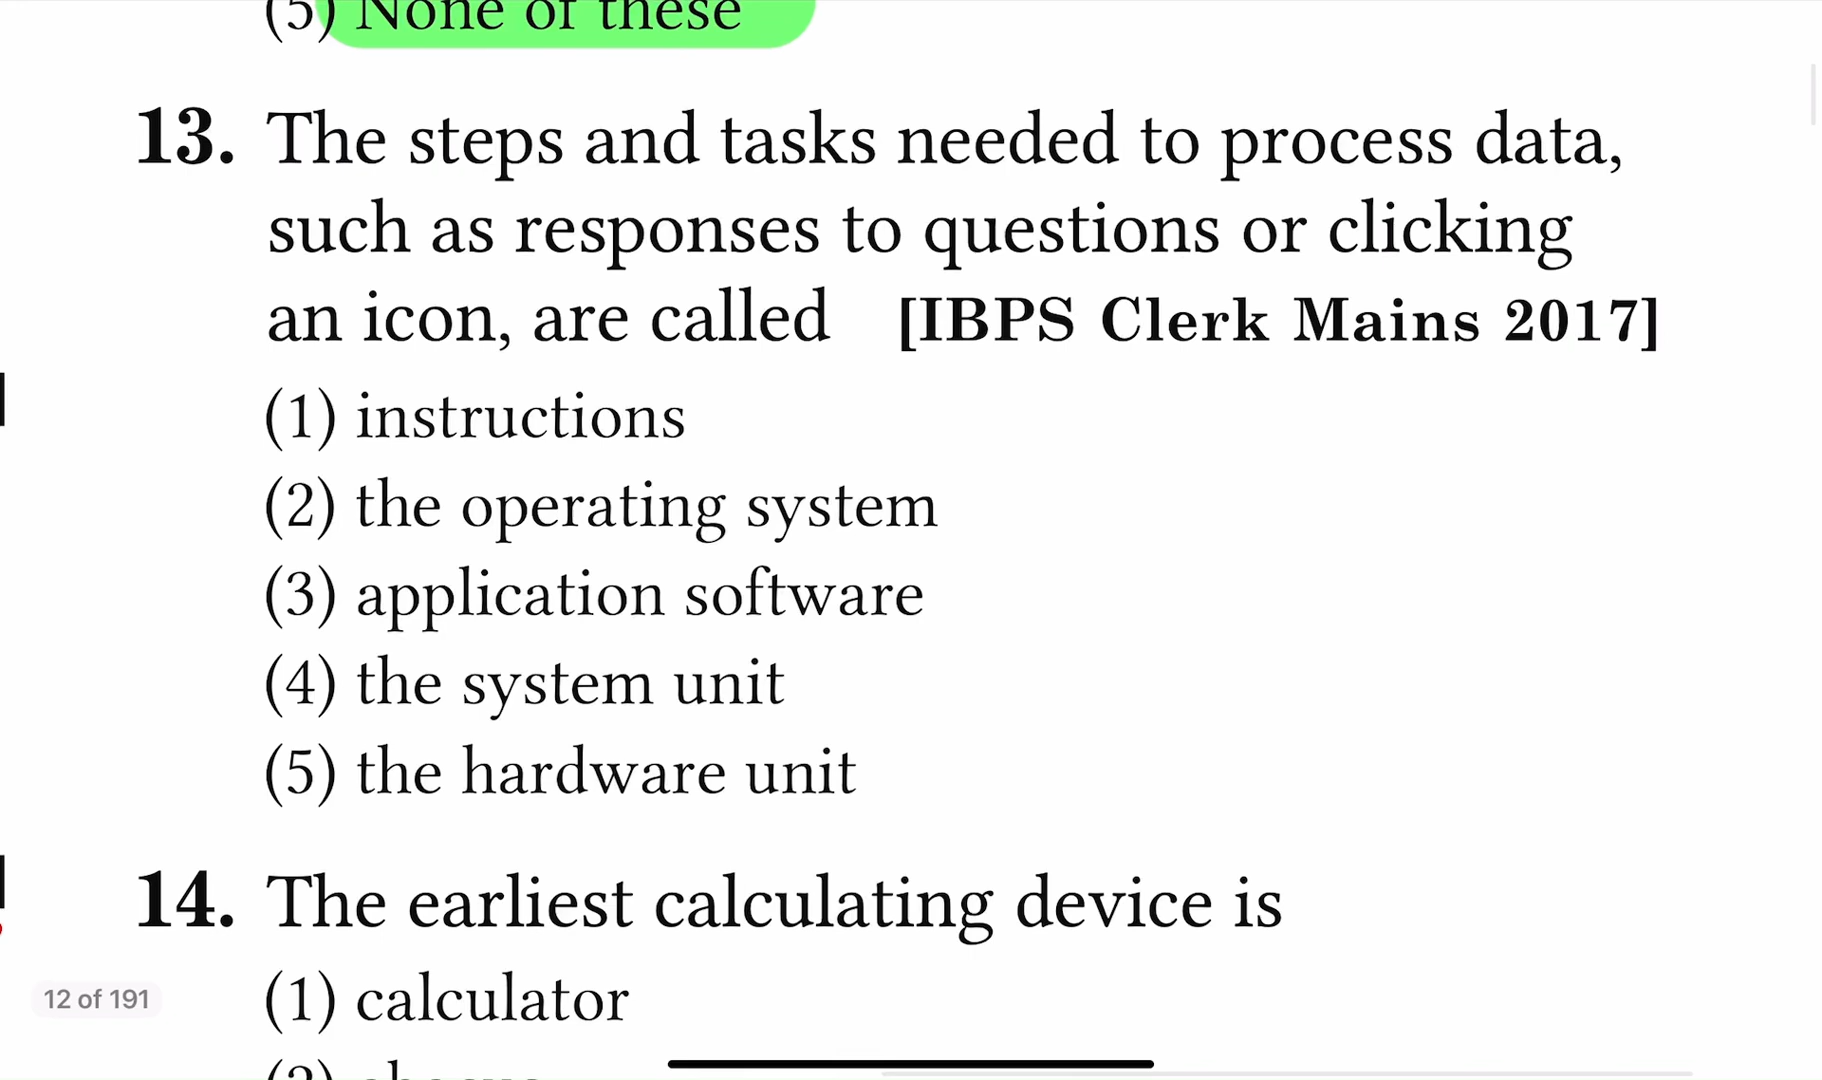 (5) None of these
13. The steps and tasks needed to process data,
such as responses to questions or clicking
an icon, are called [IBPS Clerk Mains 2017]
(1) instructions
(2) the operating system
(3) application software
(4) the system unit
(5) the hardware unit
14. The earliest calculating device is
12 of 191
(1) calculator
(2) abacus